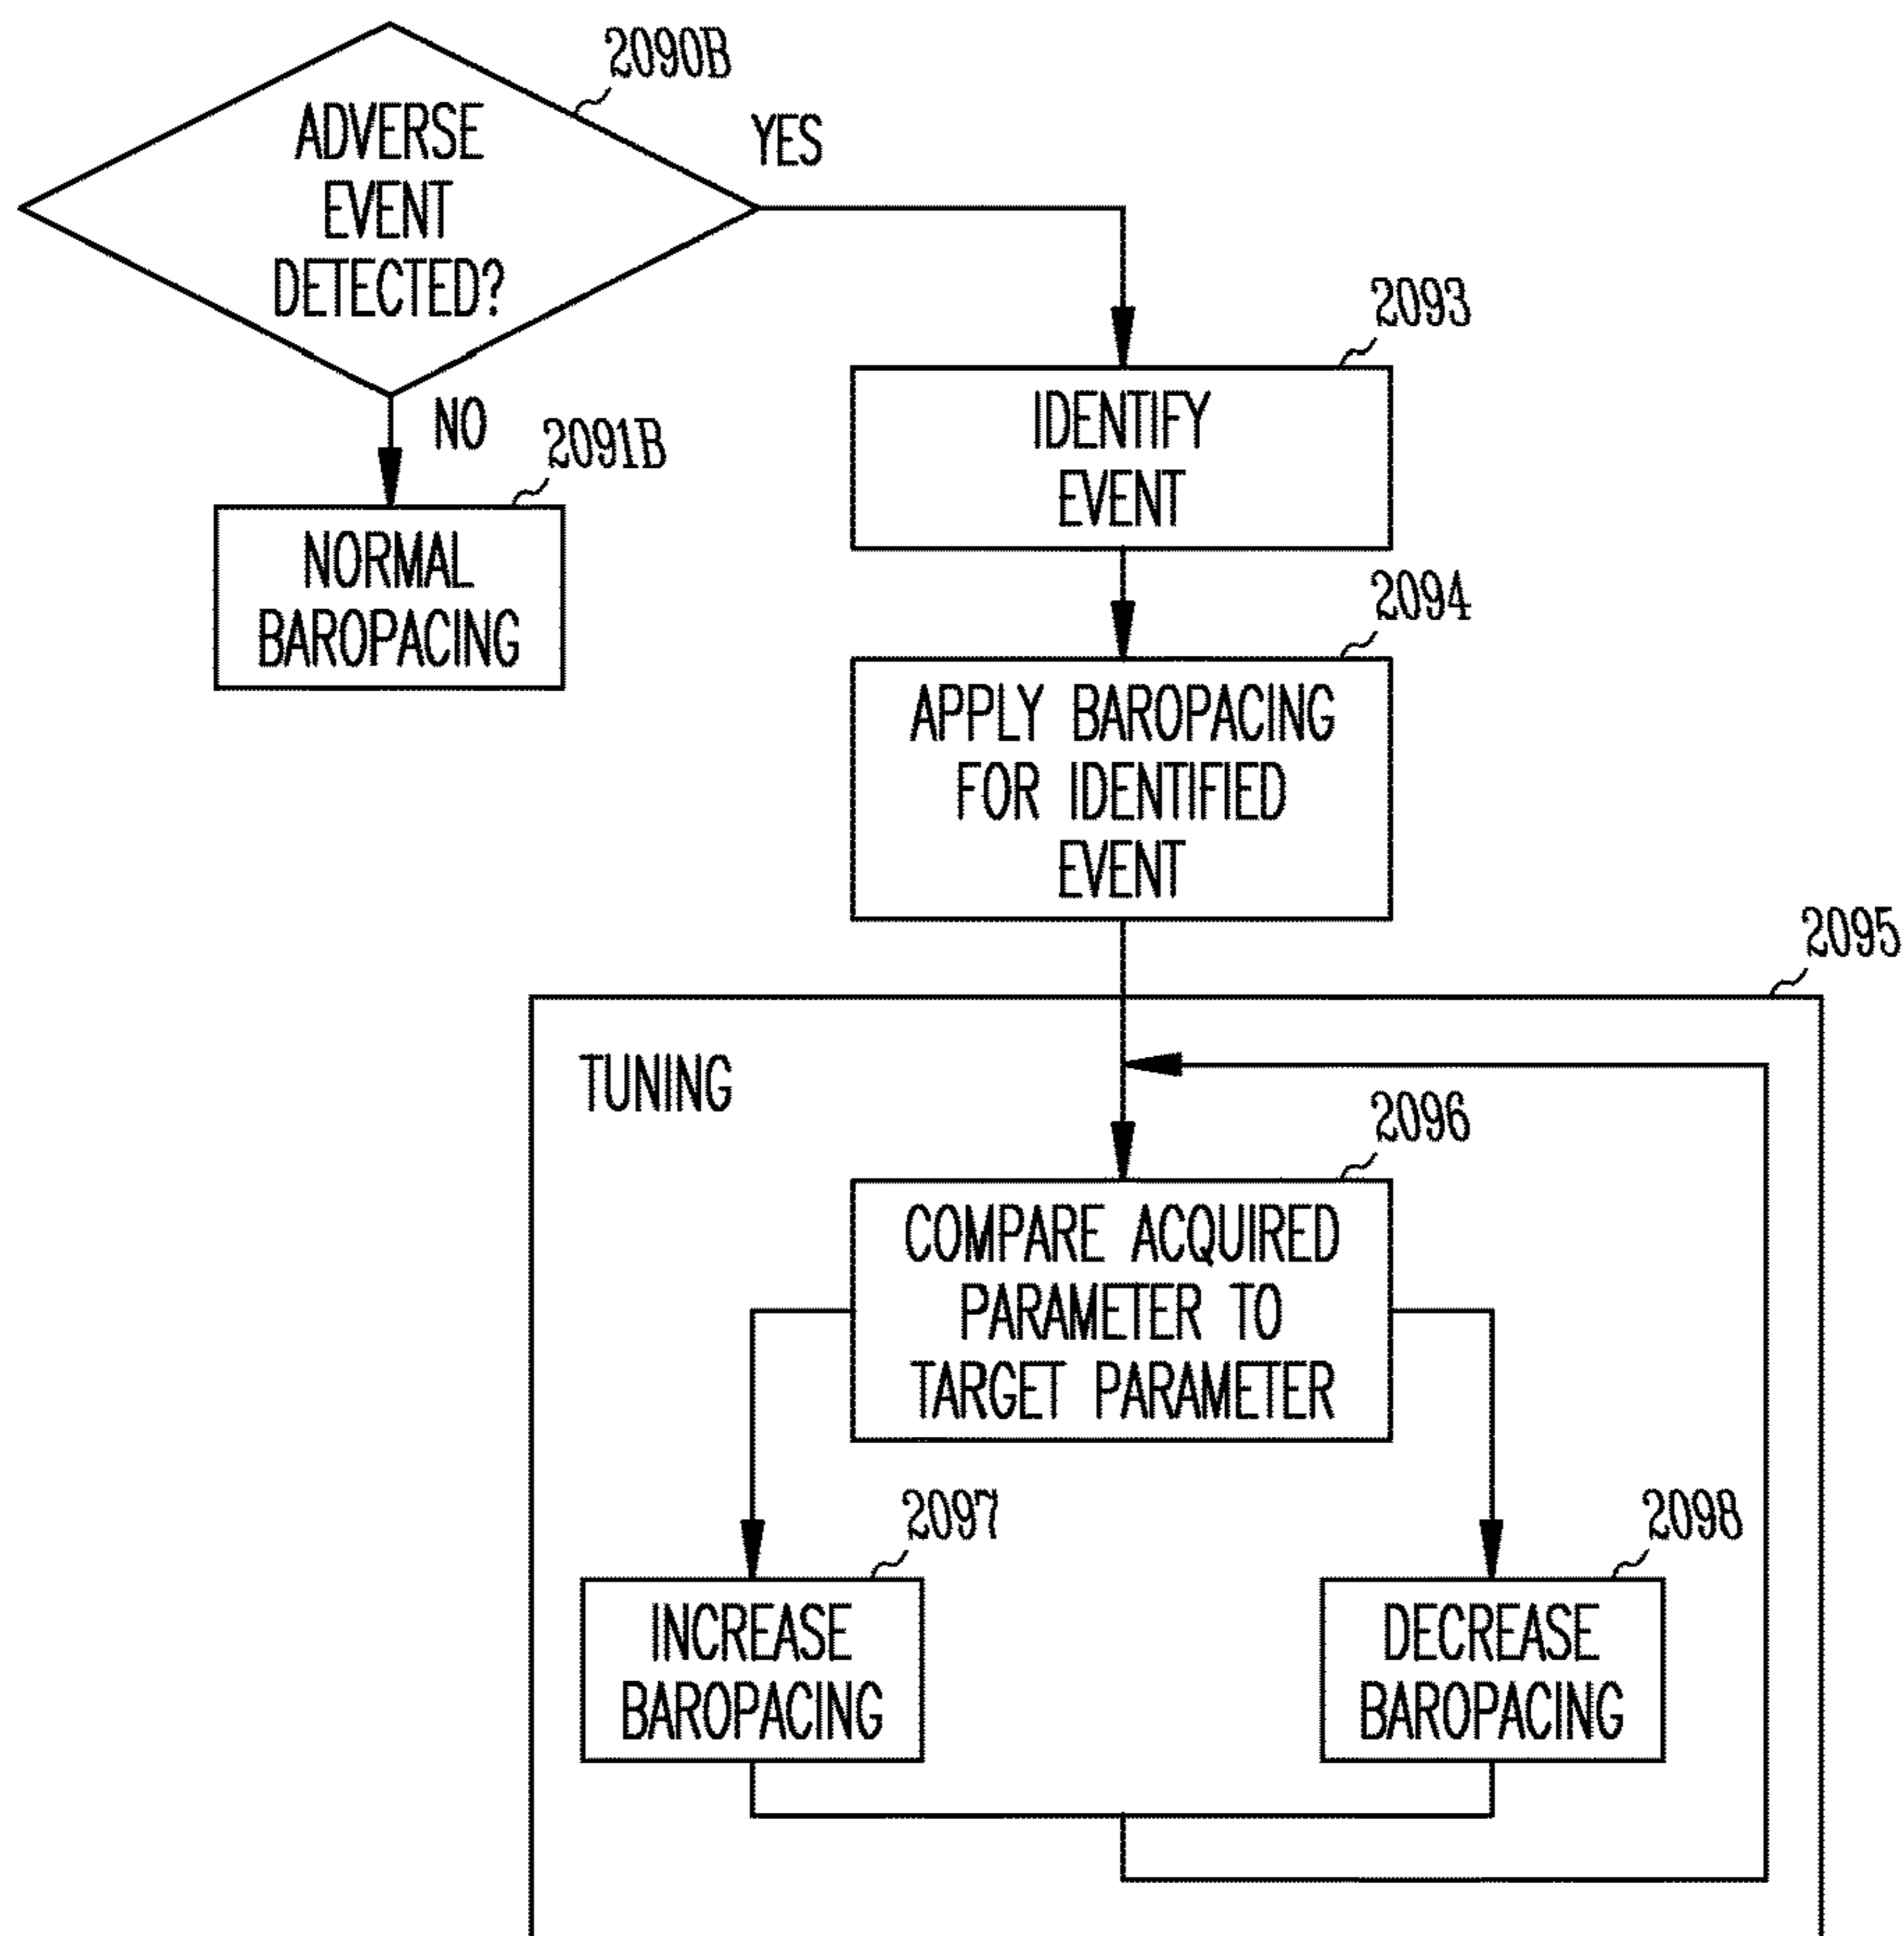 2090B
ADVERSE
EVENT
DETECTED?
YES
NO
2091B
NORMAL
BAROPACING
2093
IDENTIFY
EVENT
2094
APPLY BAROPACING
FOR IDENTIFIED
EVENT
2095
TUNING
2096
COMPARE ACQUIRED
PARAMETER TO
TARGET PARAMETER
2097
INCREASE
BAROPACING
2098
DECREASE
BAROPACING